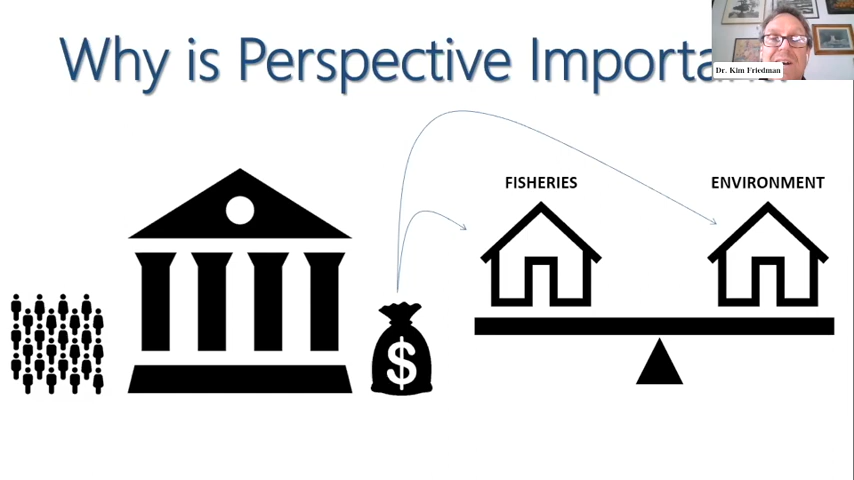 Why is Perspective Importa
Dr. Kim Friedman
FISHERIES
ENVIRONMENT
$